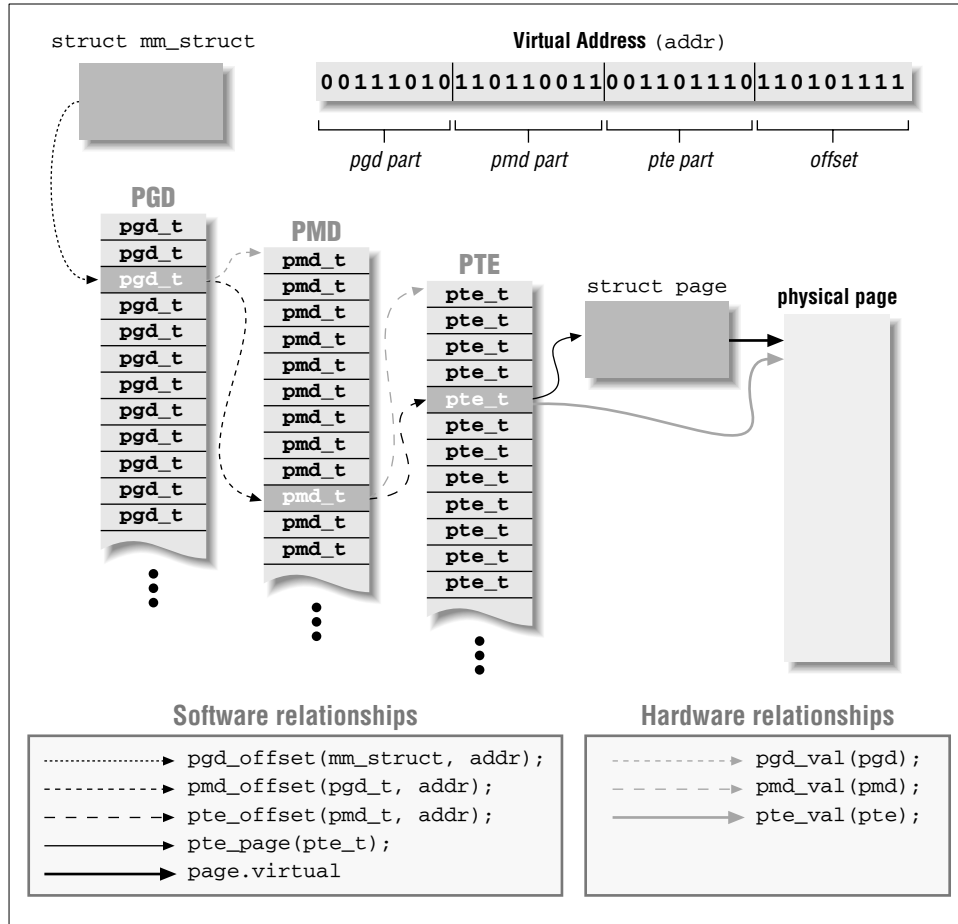 struct mm_struct
Virtual Address (addr)
00111010 110110011 001101110 110101111
pgd part pmd part pte part offset
PGD
pgd_t
pgd_t
pgd_t
pgd_t
pgd_t
pgd_t
pgd_t
pgd_t
pgd_t
pgd_t
pgd_t
pgd_t
PMD
pmd_t
pmd_t
pmd_t
pmd_t
pmd_t
pmd_t
pmd_t
pmd_t
pmd_t
pmd_t
pmd_t
pmd_t
PTE
pte_t
pte_t
pte_t
pte_t
pte_t
pte_t
pte_t
pte_t
pte_t
pte_t
pte_t
pte_t
struct page
physical page
Software relationships
pgd_offset(mm_struct, addr);
pmd_offset(pgd_t, addr);
pte_offset(pmd_t, addr);
pte_page(pte_t);
page.virtual
Hardware relationships
pgd_val(pgd);
pmd_val(pmd);
pte_val(pte);